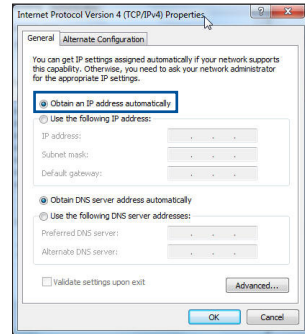 Internet Protocol Version 4 (TCP/IPv4) Properties
General
Alternate Configuration
You can get IP settings assigned automatically if your network supports
this capability. Otherwise, you need to ask your network administrator
for the appropriate IP settings.
Obtain an IP address automatically
Use the following IP address:
IP address:
Subnet mask:
Default gateway:
Obtain DNS server address automatically
Use the following DNS server addresses:
Preferred DNS server:
Alternate DNS server:
Validate settings upon exit
Advanced...
OK
Cancel